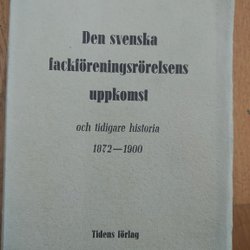 Den svenska
fackföreningsrörelsens
uppkomst
och tidigare historia
1872—1900
Tidens förlag